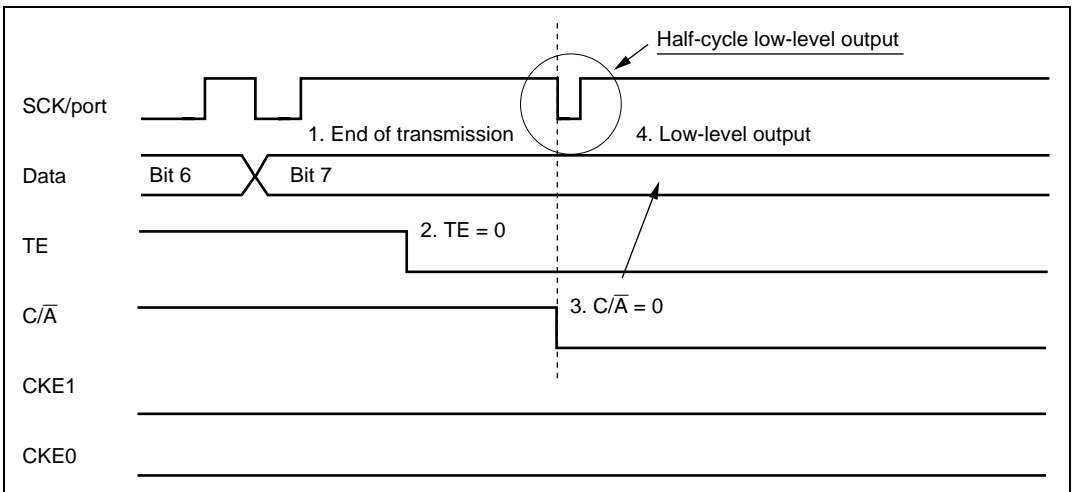 Half-cycle low-level output
SCK/port
1. End of transmission
4. Low-level output
Data
Bit 6
Bit 7
TE
2. TE = 0
C/A̅
3. C/A̅ = 0
CKE1
CKE0